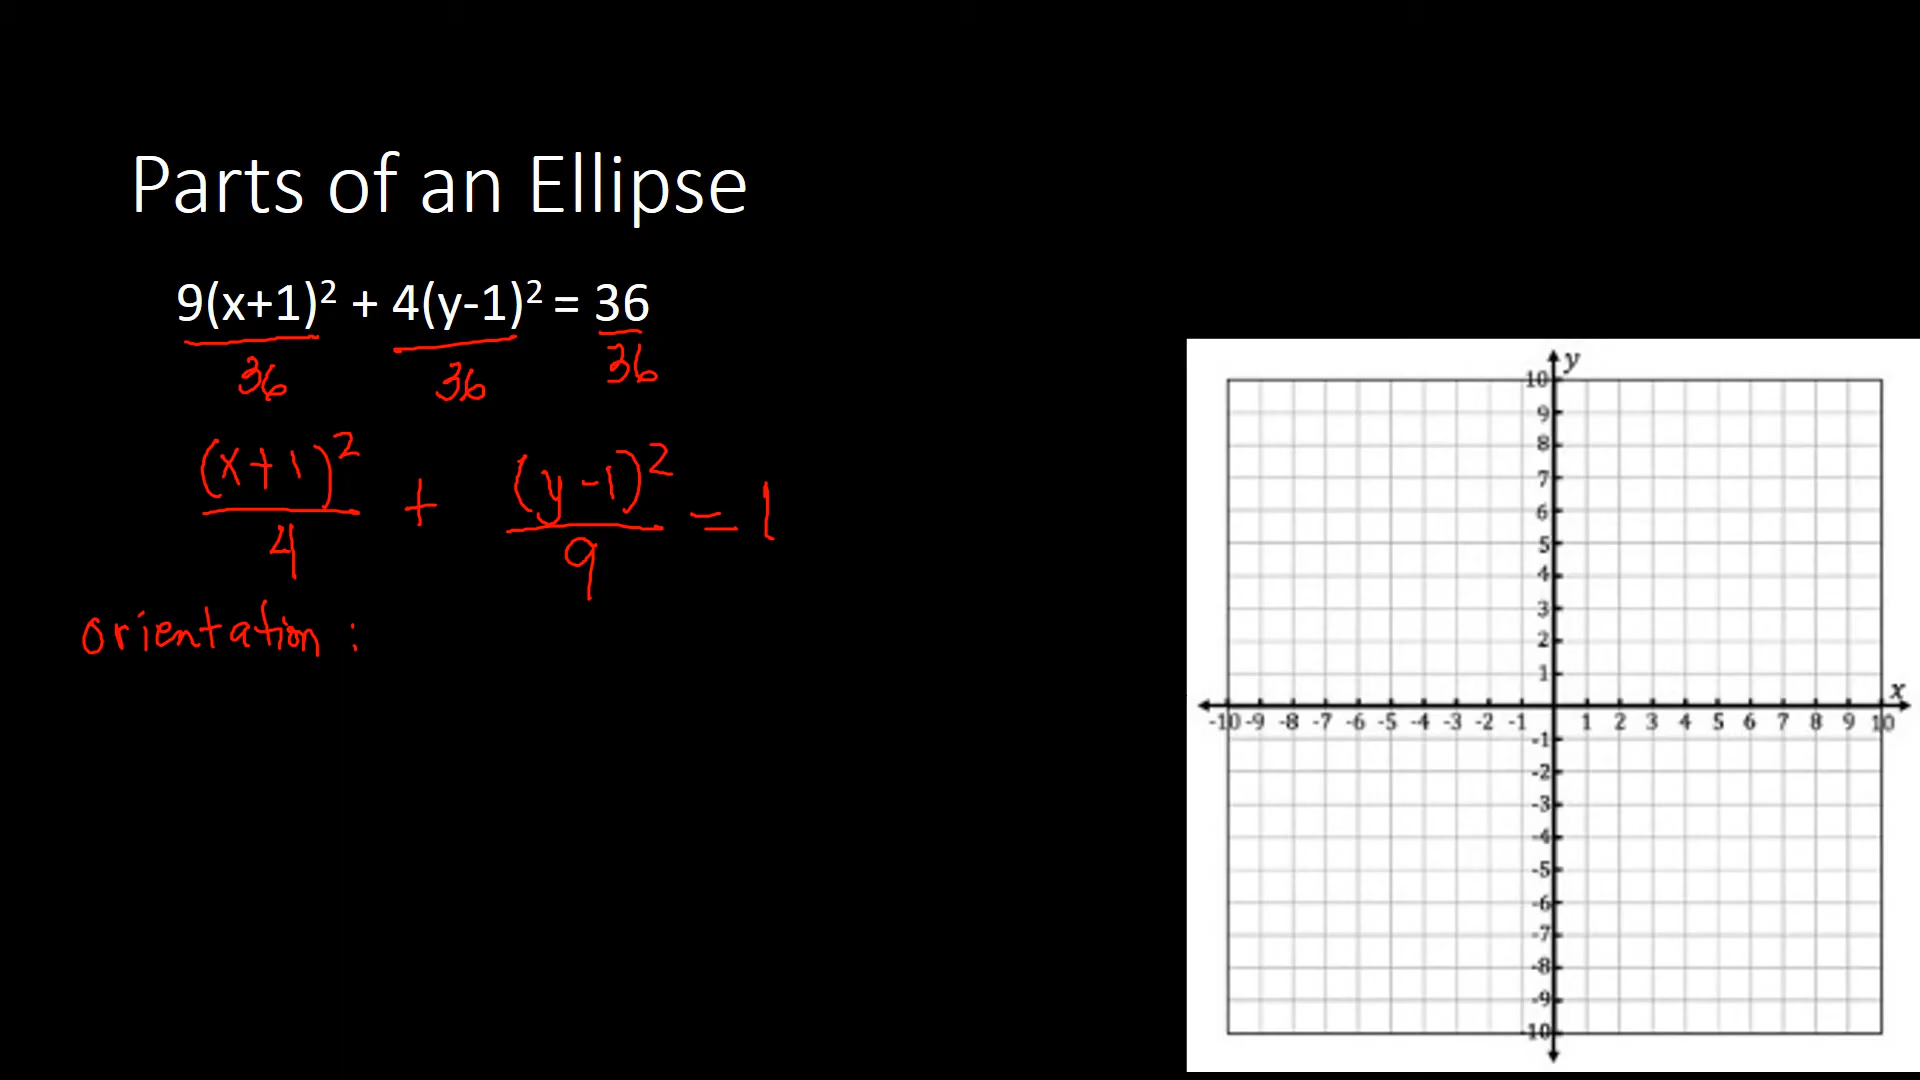 Parts of an Ellipse
9(x+1)² + 4(y-1)² = 36
36 36 36
(x+1)² + (y-1)² = 1
4 9
orientation :
y
10
9
8
7
6
5
4
3
2
1
x
-10 -9 -8 -7 -6 -5 -4 -3 -2 -1 1 2 3 4 5 6 7 8 9 10
-1
-2
-3
-4
-5
-6
-7
-8
-9
-10